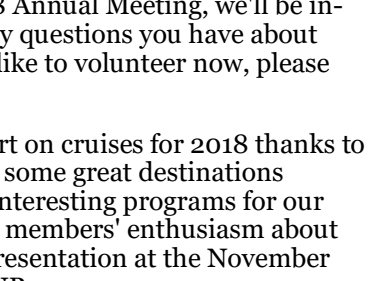 8 Annual Meeting, we'll be in-
y questions you have about
like to volunteer now, please
rt on cruises for 2018 thanks to
some great destinations
nteresting programs for our
members' enthusiasm about
resentation at the November